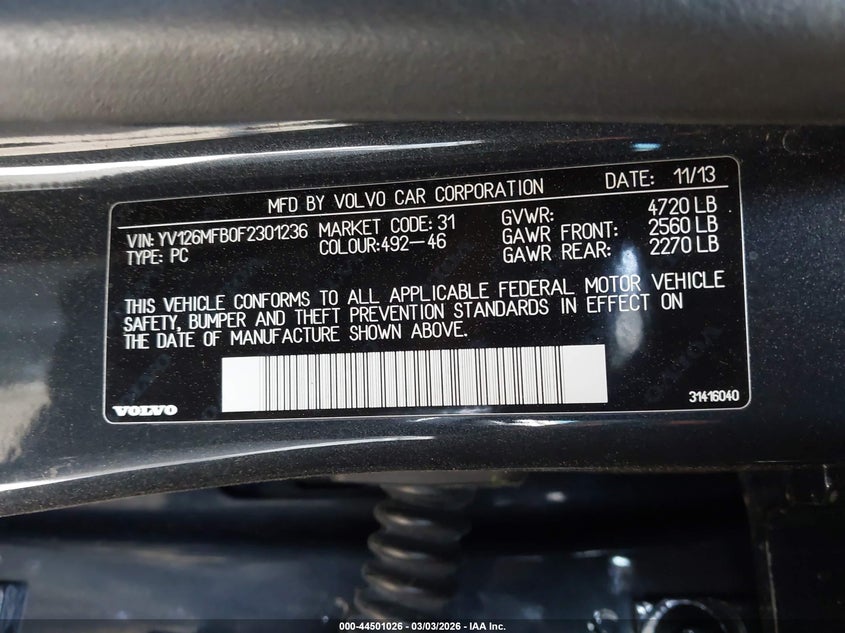 MFD BY VOLVO CAR CORPORATION DATE: 11/13
VIN: YV126MFB0F2301236 MARKET CODE: 31 GVWR: 4720 LB
TYPE: PC COLOUR:492-46 GAWR FRONT: 2560 LB
GAWR REAR: 2270 LB
THIS VEHICLE CONFORMS TO ALL APPLICABLE FEDERAL MOTOR VEHICLE
SAFETY, BUMPER AND THEFT PREVENTION STANDARDS IN EFFECT ON
THE DATE OF MANUFACTURE SHOWN ABOVE.
VOLVO 31416040
000-44501026 - 03/03/2026 - IAA Inc.